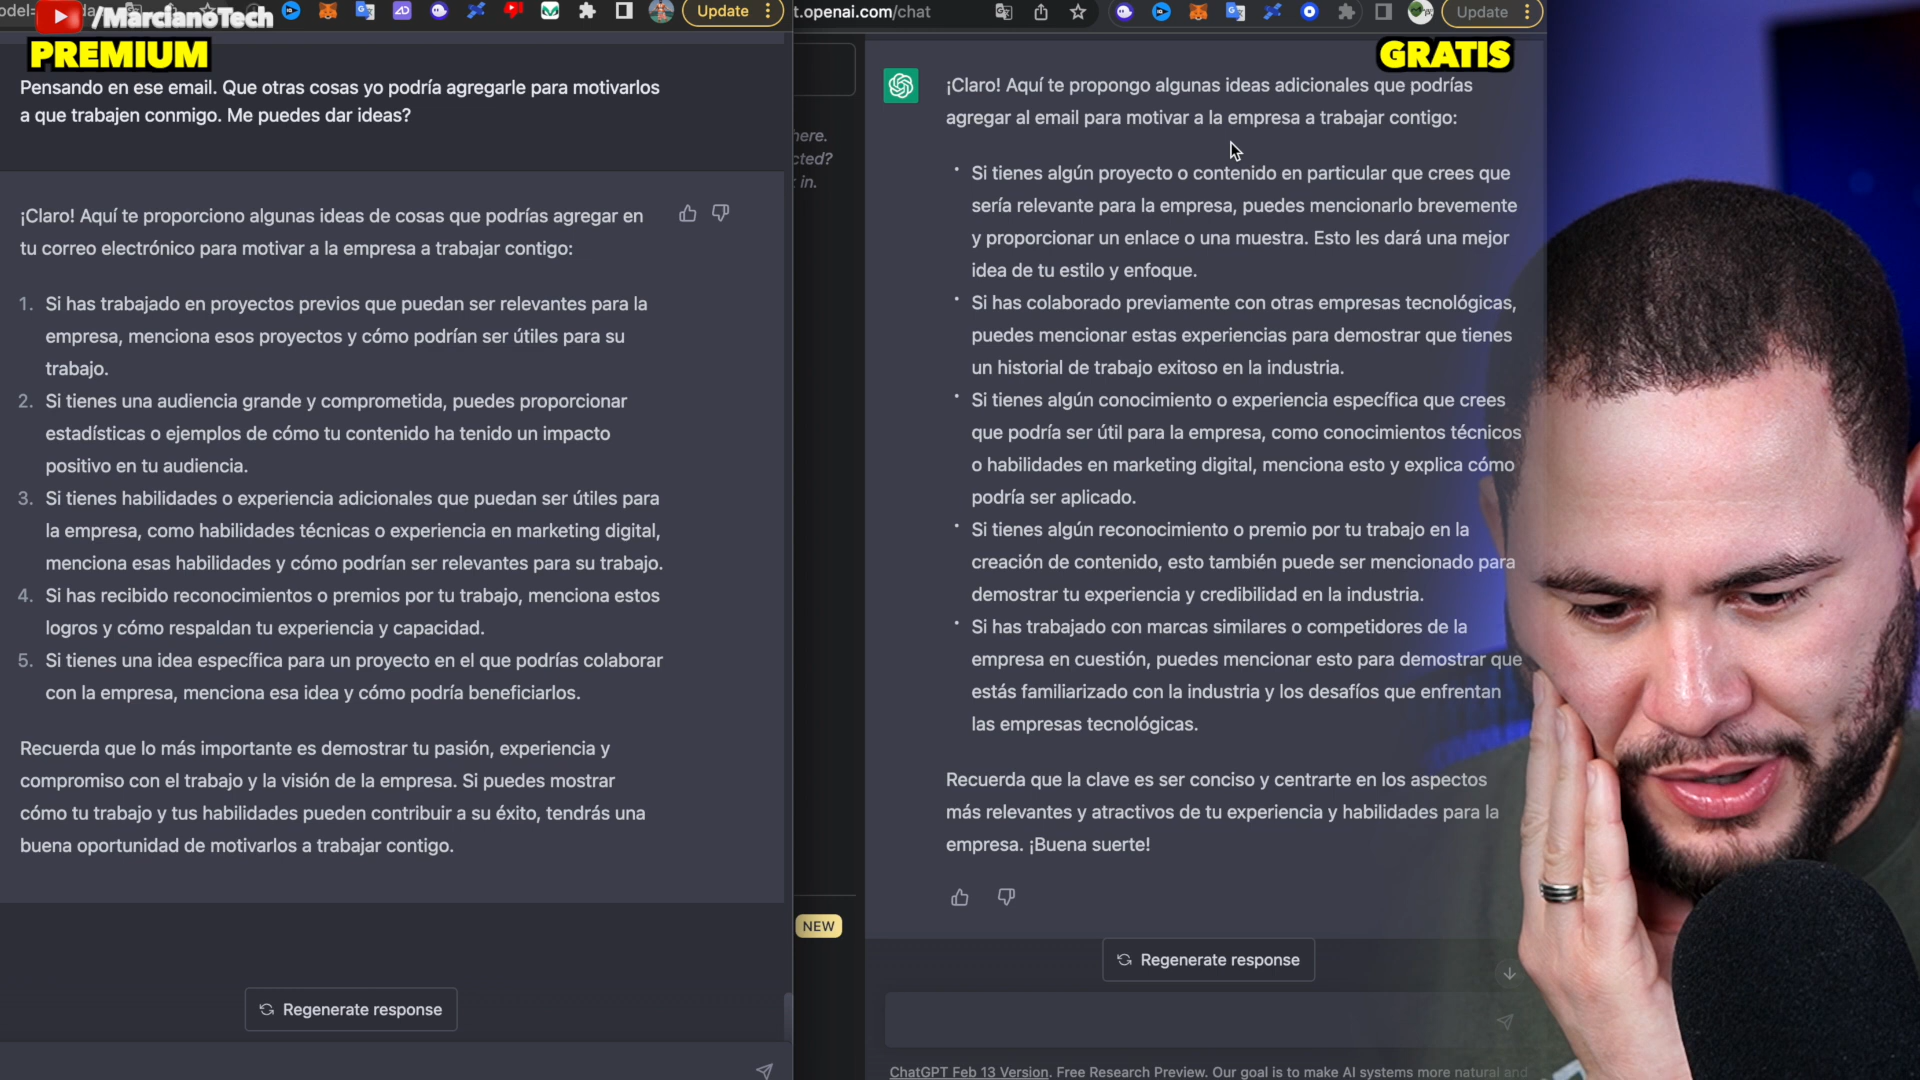 /MarcianoTech
PREMIUM
Update
Pensando en ese email. Que otras cosas yo podría agregarle para motivarlos
a que trabajen conmigo. Me puedes dar ideas?
¡Claro! Aquí te proporciono algunas ideas de cosas que podrías agregar en
tu correo electrónico para motivar a la empresa a trabajar contigo:
1. Si has trabajado en proyectos previos que puedan ser relevantes para la
empresa, menciona esos proyectos y cómo podrían ser útiles para su
trabajo.
2. Si tienes una audiencia grande y comprometida, puedes proporcionar
estadísticas o ejemplos de cómo tu contenido ha tenido un impacto
positivo en tu audiencia.
3. Si tienes habilidades o experiencia adicionales que puedan ser útiles para
la empresa, como habilidades técnicas o experiencia en marketing digital,
menciona esas habilidades y cómo podrían ser relevantes para su trabajo.
4. Si has recibido reconocimientos o premios por tu trabajo, menciona estos
logros y cómo respaldan tu experiencia y capacidad.
5. Si tienes una idea específica para un proyecto en el que podrías colaborar
con la empresa, menciona esa idea y cómo podría beneficiarlos.
Recuerda que lo más importante es demostrar tu pasión, experiencia y
compromiso con el trabajo y la visión de la empresa. Si puedes mostrar
cómo tu trabajo y tus habilidades pueden contribuir a su éxito, tendrás una
buena oportunidad de motivarlos a trabajar contigo.
Regenerate response
t.openai.com/chat
Update
GRATIS
here.
cted?
in.
NEW
¡Claro! Aquí te propongo algunas ideas adicionales que podrías
agregar al email para motivar a la empresa a trabajar contigo:
· Si tienes algún proyecto o contenido en particular que crees que
sería relevante para la empresa, puedes mencionarlo brevemente
y proporcionar un enlace o una muestra. Esto les dará una mejor
idea de tu estilo y enfoque.
· Si has colaborado previamente con otras empresas tecnológicas,
puedes mencionar estas experiencias para demostrar que tienes
un historial de trabajo exitoso en la industria.
· Si tienes algún conocimiento o experiencia específica que crees
que podría ser útil para la empresa, como conocimientos técnicos
o habilidades en marketing digital, menciona esto y explica cómo
podría ser aplicado.
· Si tienes algún reconocimiento o premio por tu trabajo en la
creación de contenido, esto también puede ser mencionado para
demostrar tu experiencia y credibilidad en la industria.
· Si has trabajado con marcas similares o competidores de la
empresa en cuestión, puedes mencionar esto para demostrar que
estás familiarizado con la industria y los desafíos que enfrentan
las empresas tecnológicas.
Recuerda que la clave es ser conciso y centrarte en los aspectos
más relevantes y atractivos de tu experiencia y habilidades para la
empresa. ¡Buena suerte!
Regenerate response
ChatGPT Feb 13 Version. Free Research Preview. Our goal is to make AI systems more natural and